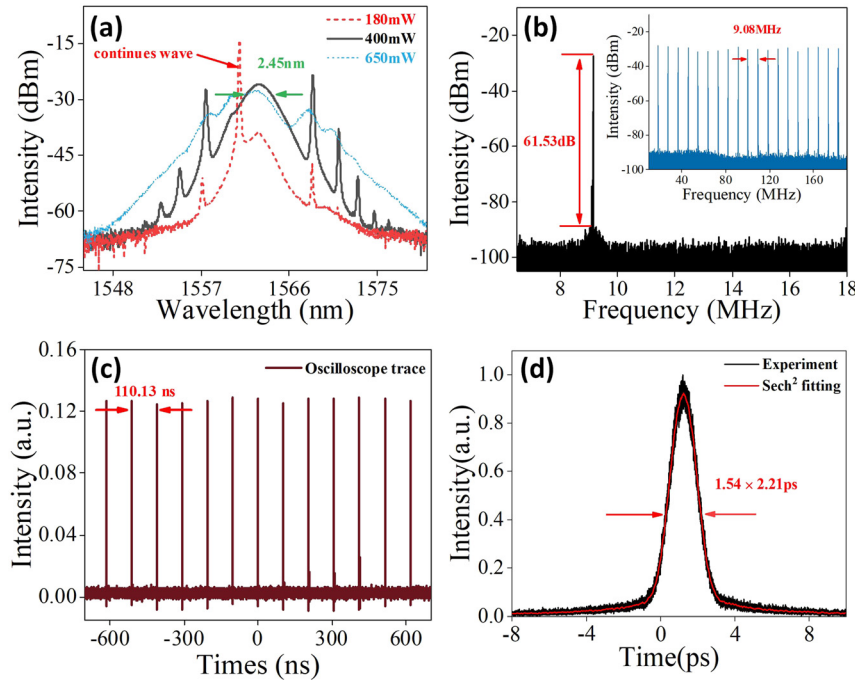 (a)
180mW
400mW
650mW
continues wave
2.45nm
-15
-30
-45
-60
-75
Intensity (dBm)
1548
1557
1566
1575
Wavelength (nm)
(b)
-20
-40
-60
-80
-100
Intensity (dBm)
61.53dB
9.08MHz
-20
-40
-60
-80
-100
Intensity (dBm)
40
80
120
160
Frequency (MHz)
8
10
12
14
16
18
Frequency (MHz)
(c)
Oscilloscope trace
110.13 ns
0.16
0.12
0.08
0.04
0.00
Intensity (a.u.)
-600
-300
0
300
600
Times (ns)
(d)
Experiment
Sech² fitting
1.54 × 2.21ps
1.0
0.8
0.6
0.4
0.2
0.0
Intensity(a.u.)
-8
-4
0
4
8
Time(ps)